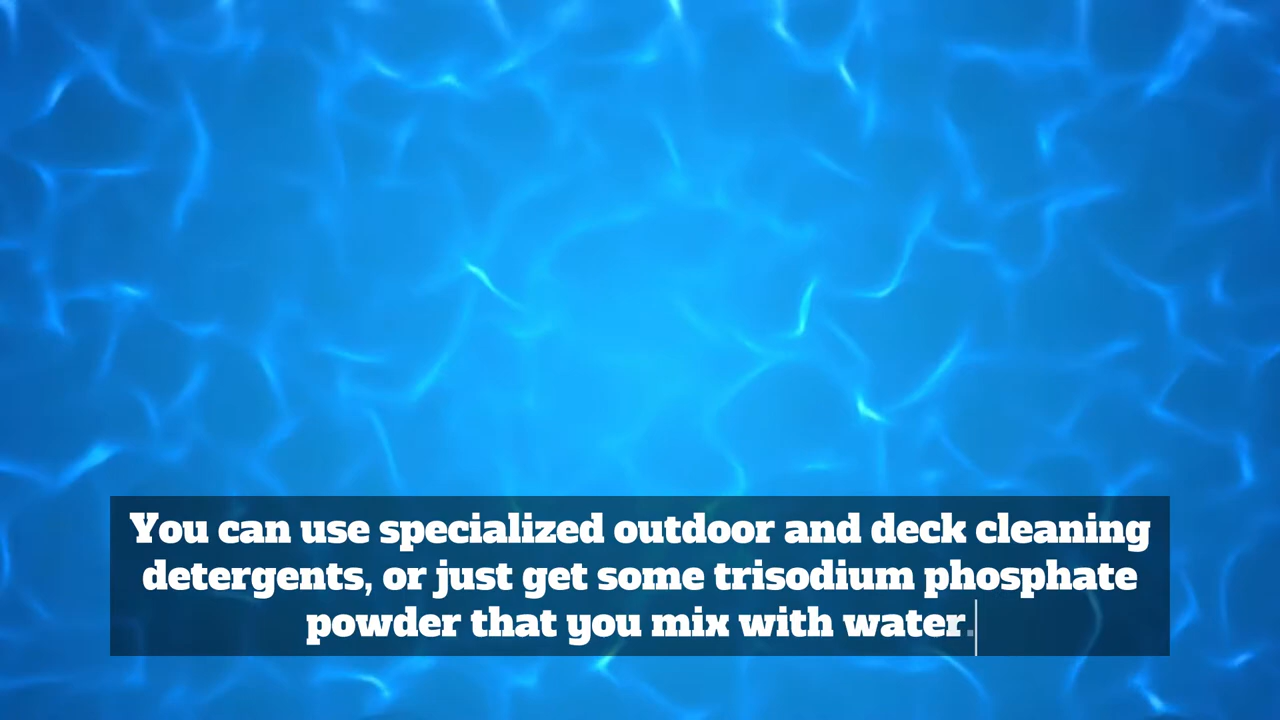 You can use specialized outdoor and deck cleaning
detergents, or just get some trisodium phosphate
powder that you mix with water.